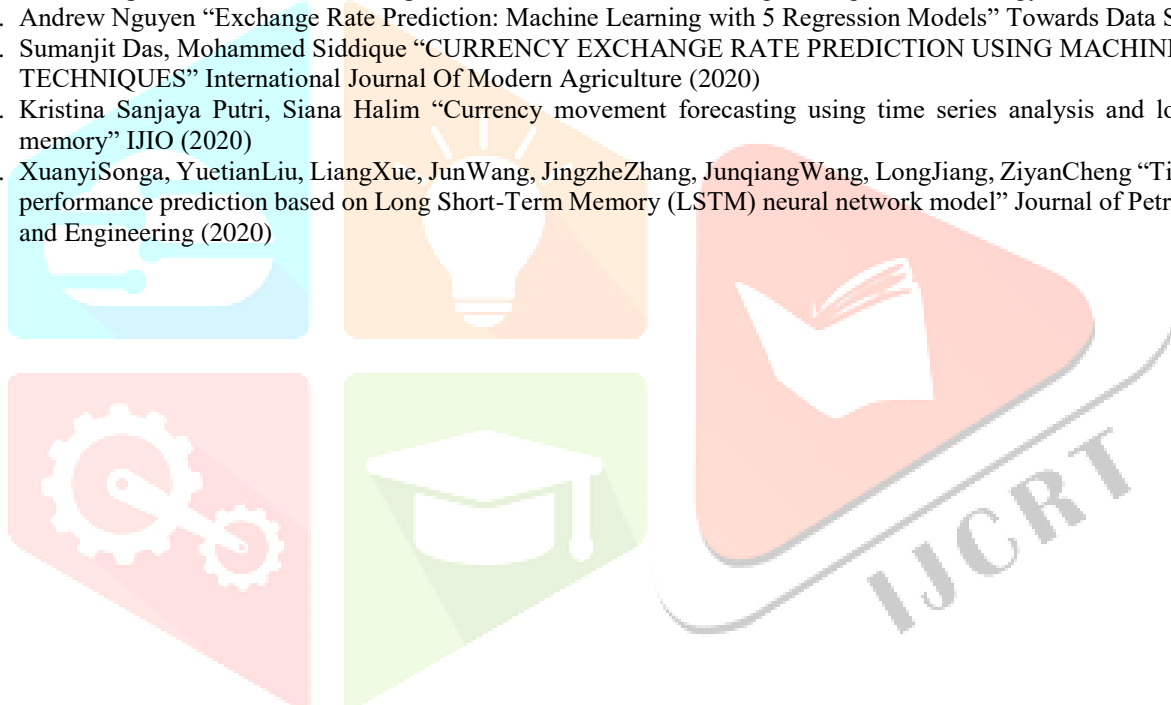 . Andrew Nguyen “Exchange Rate Prediction: Machine Learning with 5 Regression Models” Towards Data S
. Sumanjit Das, Mohammed Siddique “CURRENCY EXCHANGE RATE PREDICTION USING MACHINE
TECHNIQUES” International Journal Of Modern Agriculture (2020)
. Kristina Sanjaya Putri, Siana Halim “Currency movement forecasting using time series analysis and lo
memory” IJIO (2020)
. XuanyiSonga, YuetianLiu, LiangXue, JunWang, JingzheZhang, JunqiangWang, LongJiang, ZiyanCheng “Ti
performance prediction based on Long Short-Term Memory (LSTM) neural network model” Journal of Petr
and Engineering (2020)
IJCRT